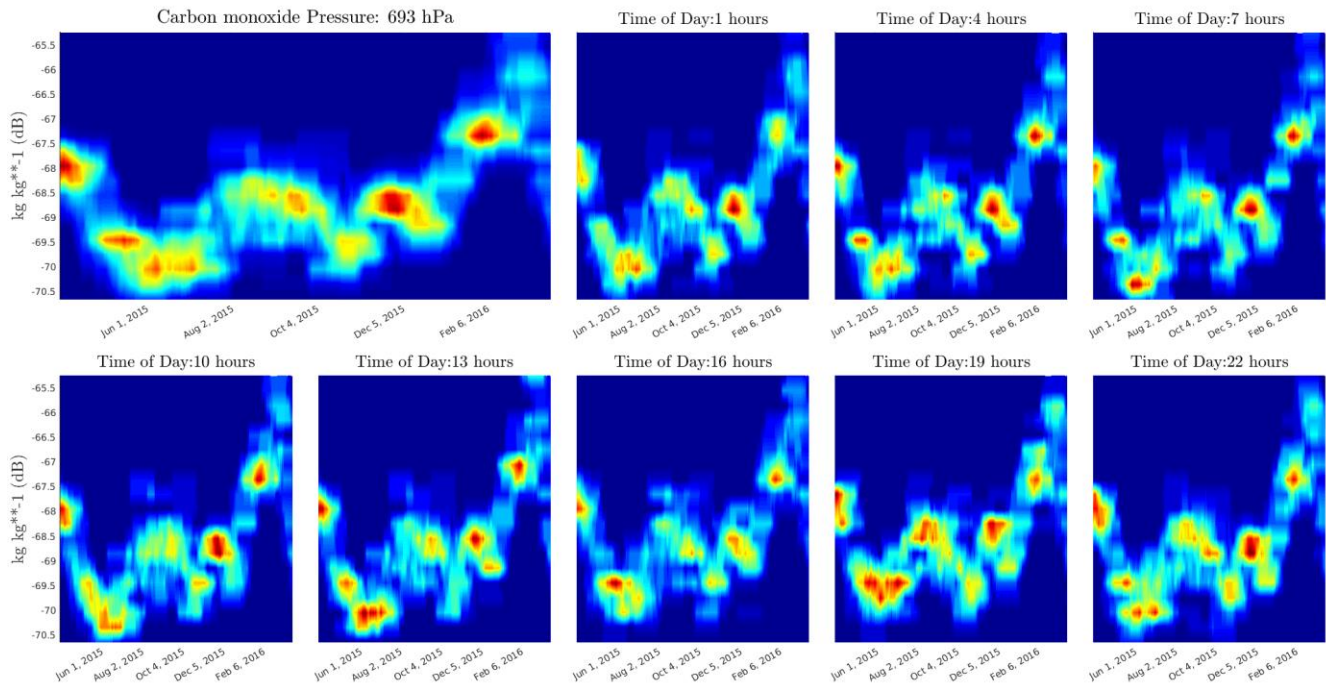 Carbon monoxide Pressure: 693 hPa
Time of Day:1 hours
Time of Day:4 hours
Time of Day:7 hours
kg kg**-1 (dB)
-65.5
-66
-66.5
-67
-67.5
-68
-68.5
-69
-69.5
-70
-70.5
Jun 1, 2015
Aug 2, 2015
Oct 4, 2015
Dec 5, 2015
Feb 6, 2016
Jun 1, 2015
Aug 2, 2015
Oct 4, 2015
Dec 5, 2015
Feb 6, 2016
Jun 1, 2015
Aug 2, 2015
Oct 4, 2015
Dec 5, 2015
Feb 6, 2016
Jun 1, 2015
Aug 2, 2015
Oct 4, 2015
Dec 5, 2015
Feb 6, 2016
Time of Day:10 hours
Time of Day:13 hours
Time of Day:16 hours
Time of Day:19 hours
Time of Day:22 hours
kg kg**-1 (dB)
-65.5
-66
-66.5
-67
-67.5
-68
-68.5
-69
-69.5
-70
-70.5
Jun 1, 2015
Aug 2, 2015
Oct 4, 2015
Dec 5, 2015
Feb 6, 2016
Jun 1, 2015
Aug 2, 2015
Oct 4, 2015
Dec 5, 2015
Feb 6, 2016
Jun 1, 2015
Aug 2, 2015
Oct 4, 2015
Dec 5, 2015
Feb 6, 2016
Jun 1, 2015
Aug 2, 2015
Oct 4, 2015
Dec 5, 2015
Feb 6, 2016
Jun 1, 2015
Aug 2, 2015
Oct 4, 2015
Dec 5, 2015
Feb 6, 2016